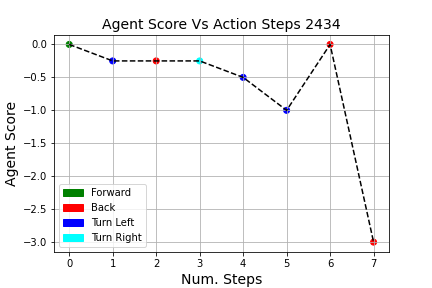 Agent Score Vs Action Steps 2434
Agent Score
0.0
−0.5
−1.0
−1.5
−2.0
−2.5
−3.0
Forward
Back
Turn Left
Turn Right
0 1 2 3 4 5 6 7
Num. Steps